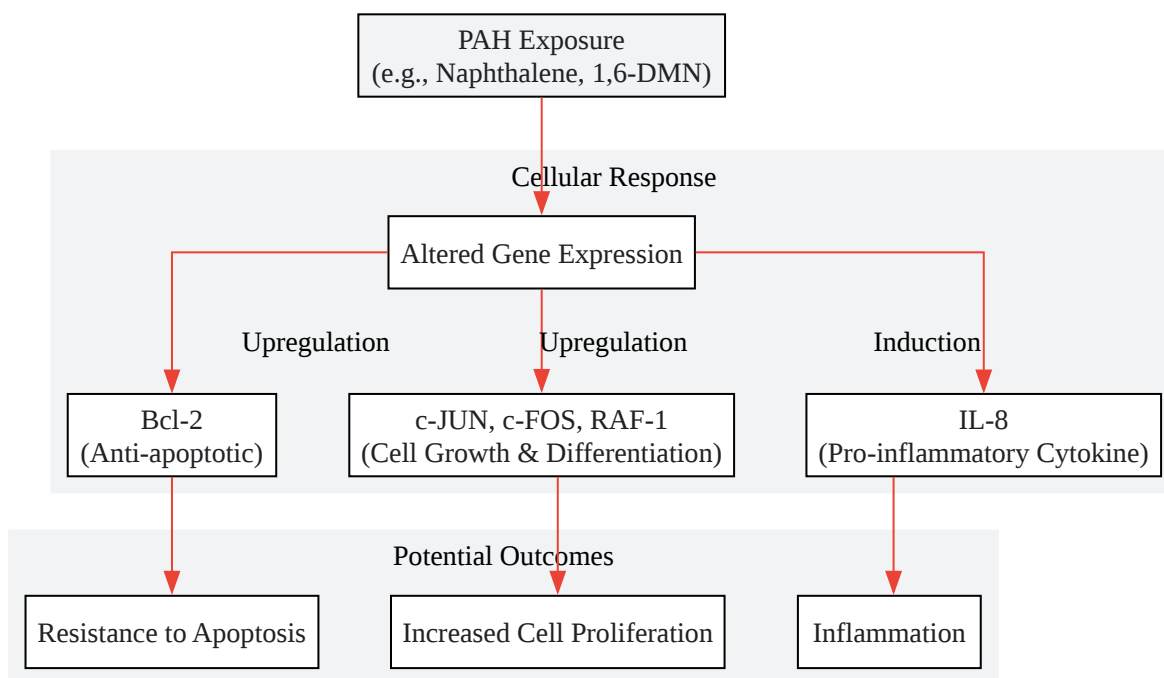 PAH Exposure
(e.g., Naphthalene, 1,6-DMN)
Cellular Response
Altered Gene Expression
Upregulation
Upregulation
Induction
Bcl-2
(Anti-apoptotic)
c-JUN, c-FOS, RAF-1
(Cell Growth & Differentiation)
IL-8
(Pro-inflammatory Cytokine)
Potential Outcomes
Resistance to Apoptosis
Increased Cell Proliferation
Inflammation